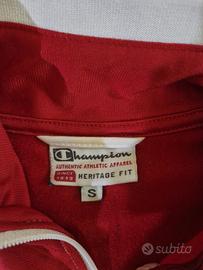 Champion
AUTHENTIC ATHLETIC APPAREL
SINCE 1919 HERITAGE FIT
S
subito